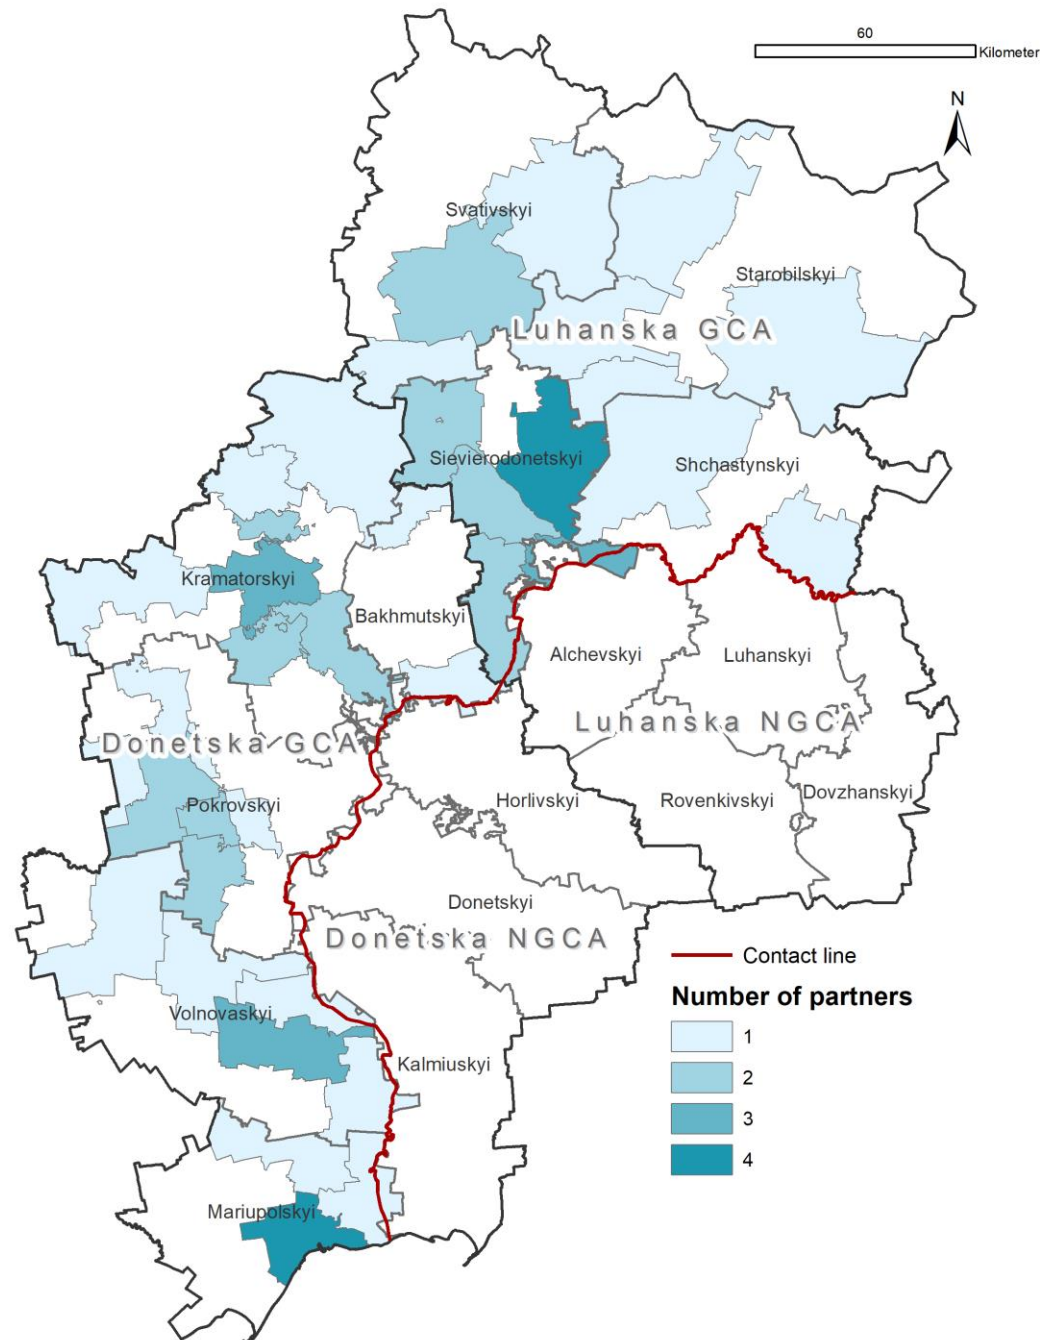 60
Kilometer
N
Svativskyi
Starobilskyi
Luhanska GCA
Sievierodonetskyi
Shchastynskyi
Kramatorskyi
Bakhmutskyi
Alchevskyi
Luhanskyi
Luhanska NGCA
Donetska GCA
Pokrovskyi
Horlivskyi
Rovenkivskyi
Dovzhanskyi
Donetskyi
Donetska NGCA
Volnovaskyi
Kalmiuskyi
Mariupolskyi
Contact line
Number of partners
1
2
3
4